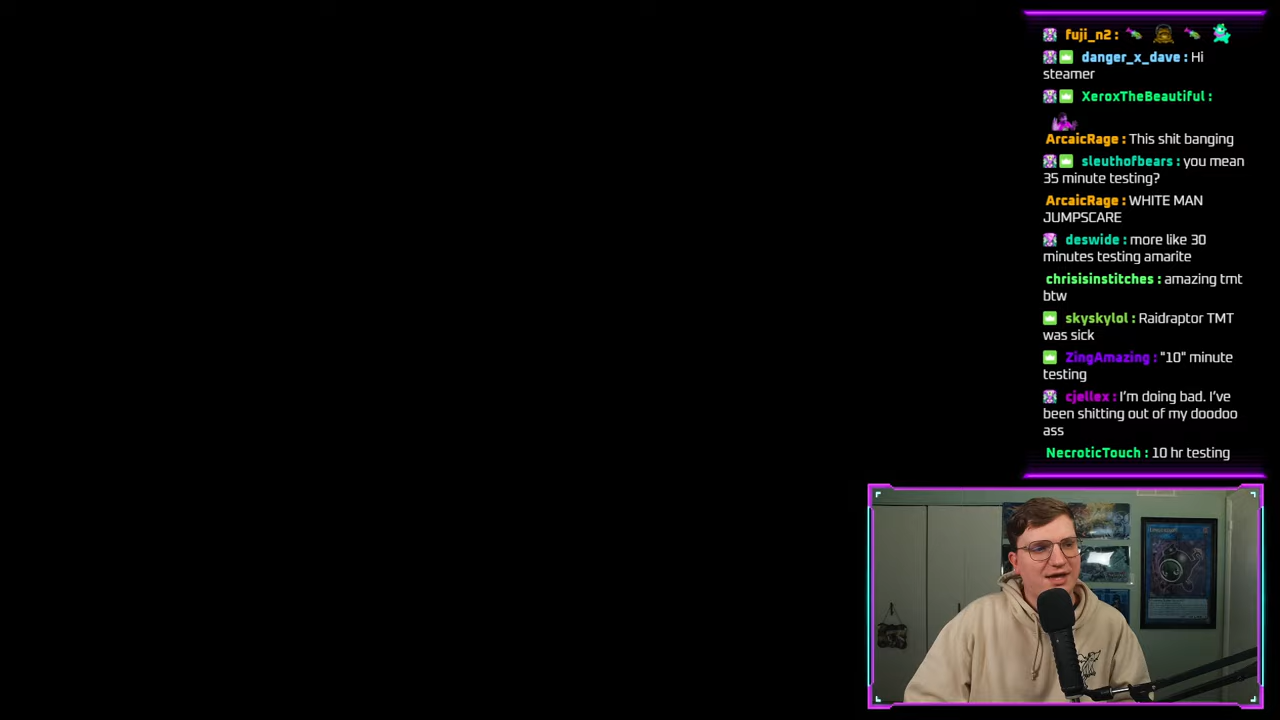 fuji_n2 :
danger_x_dave : Hi
steamer
XeroxTheBeautiful :
ArcaicRage : This shit banging
sleuthofbears : you mean
35 minute testing?
ArcaicRage : WHITE MAN
JUMPSCARE
deswide : more like 30
minutes testing amarite
chrisisinstitches : amazing tmt
btw
skyskylol : Raidraptor TMT
was sick
ZingAmazing : "10" minute
testing
cjellox : I'm doing bad. I've
been shitting out of my doodoo
ass
NecroticTouch : 10 hr testing